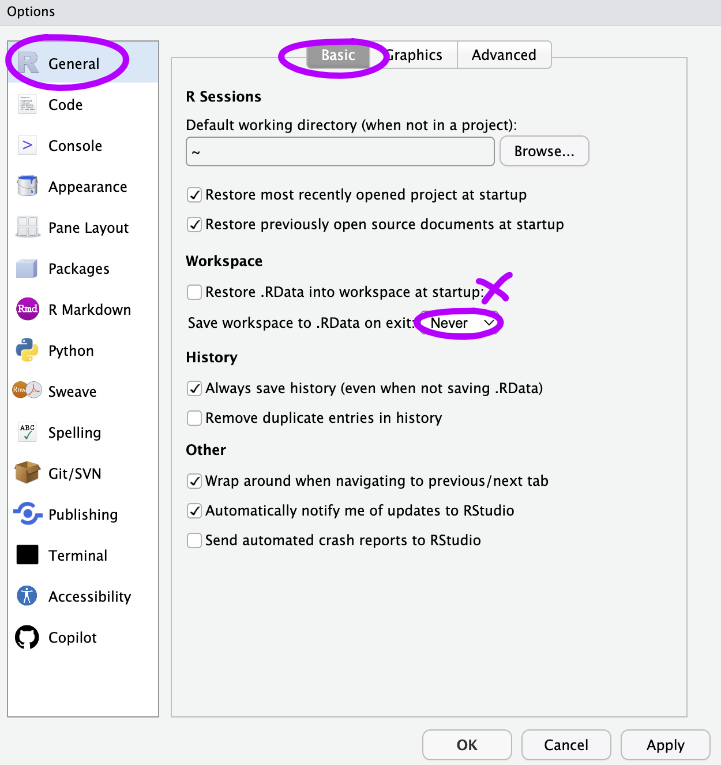 Options
General
Code
Console
Appearance
Pane Layout
Packages
Rmd R Markdown
Python
Rnw Sweave
ABC Spelling
Git/SVN
Publishing
Terminal
Accessibility
Copilot
Basic Graphics Advanced
R Sessions
Default working directory (when not in a project):
~ Browse...
Restore most recently opened project at startup
Restore previously open source documents at startup
Workspace
Restore .RData into workspace at startup:
Save workspace to .RData on exit: Never
History
Always save history (even when not saving .RData)
Remove duplicate entries in history
Other
Wrap around when navigating to previous/next tab
Automatically notify me of updates to RStudio
Send automated crash reports to RStudio
OK Cancel Apply